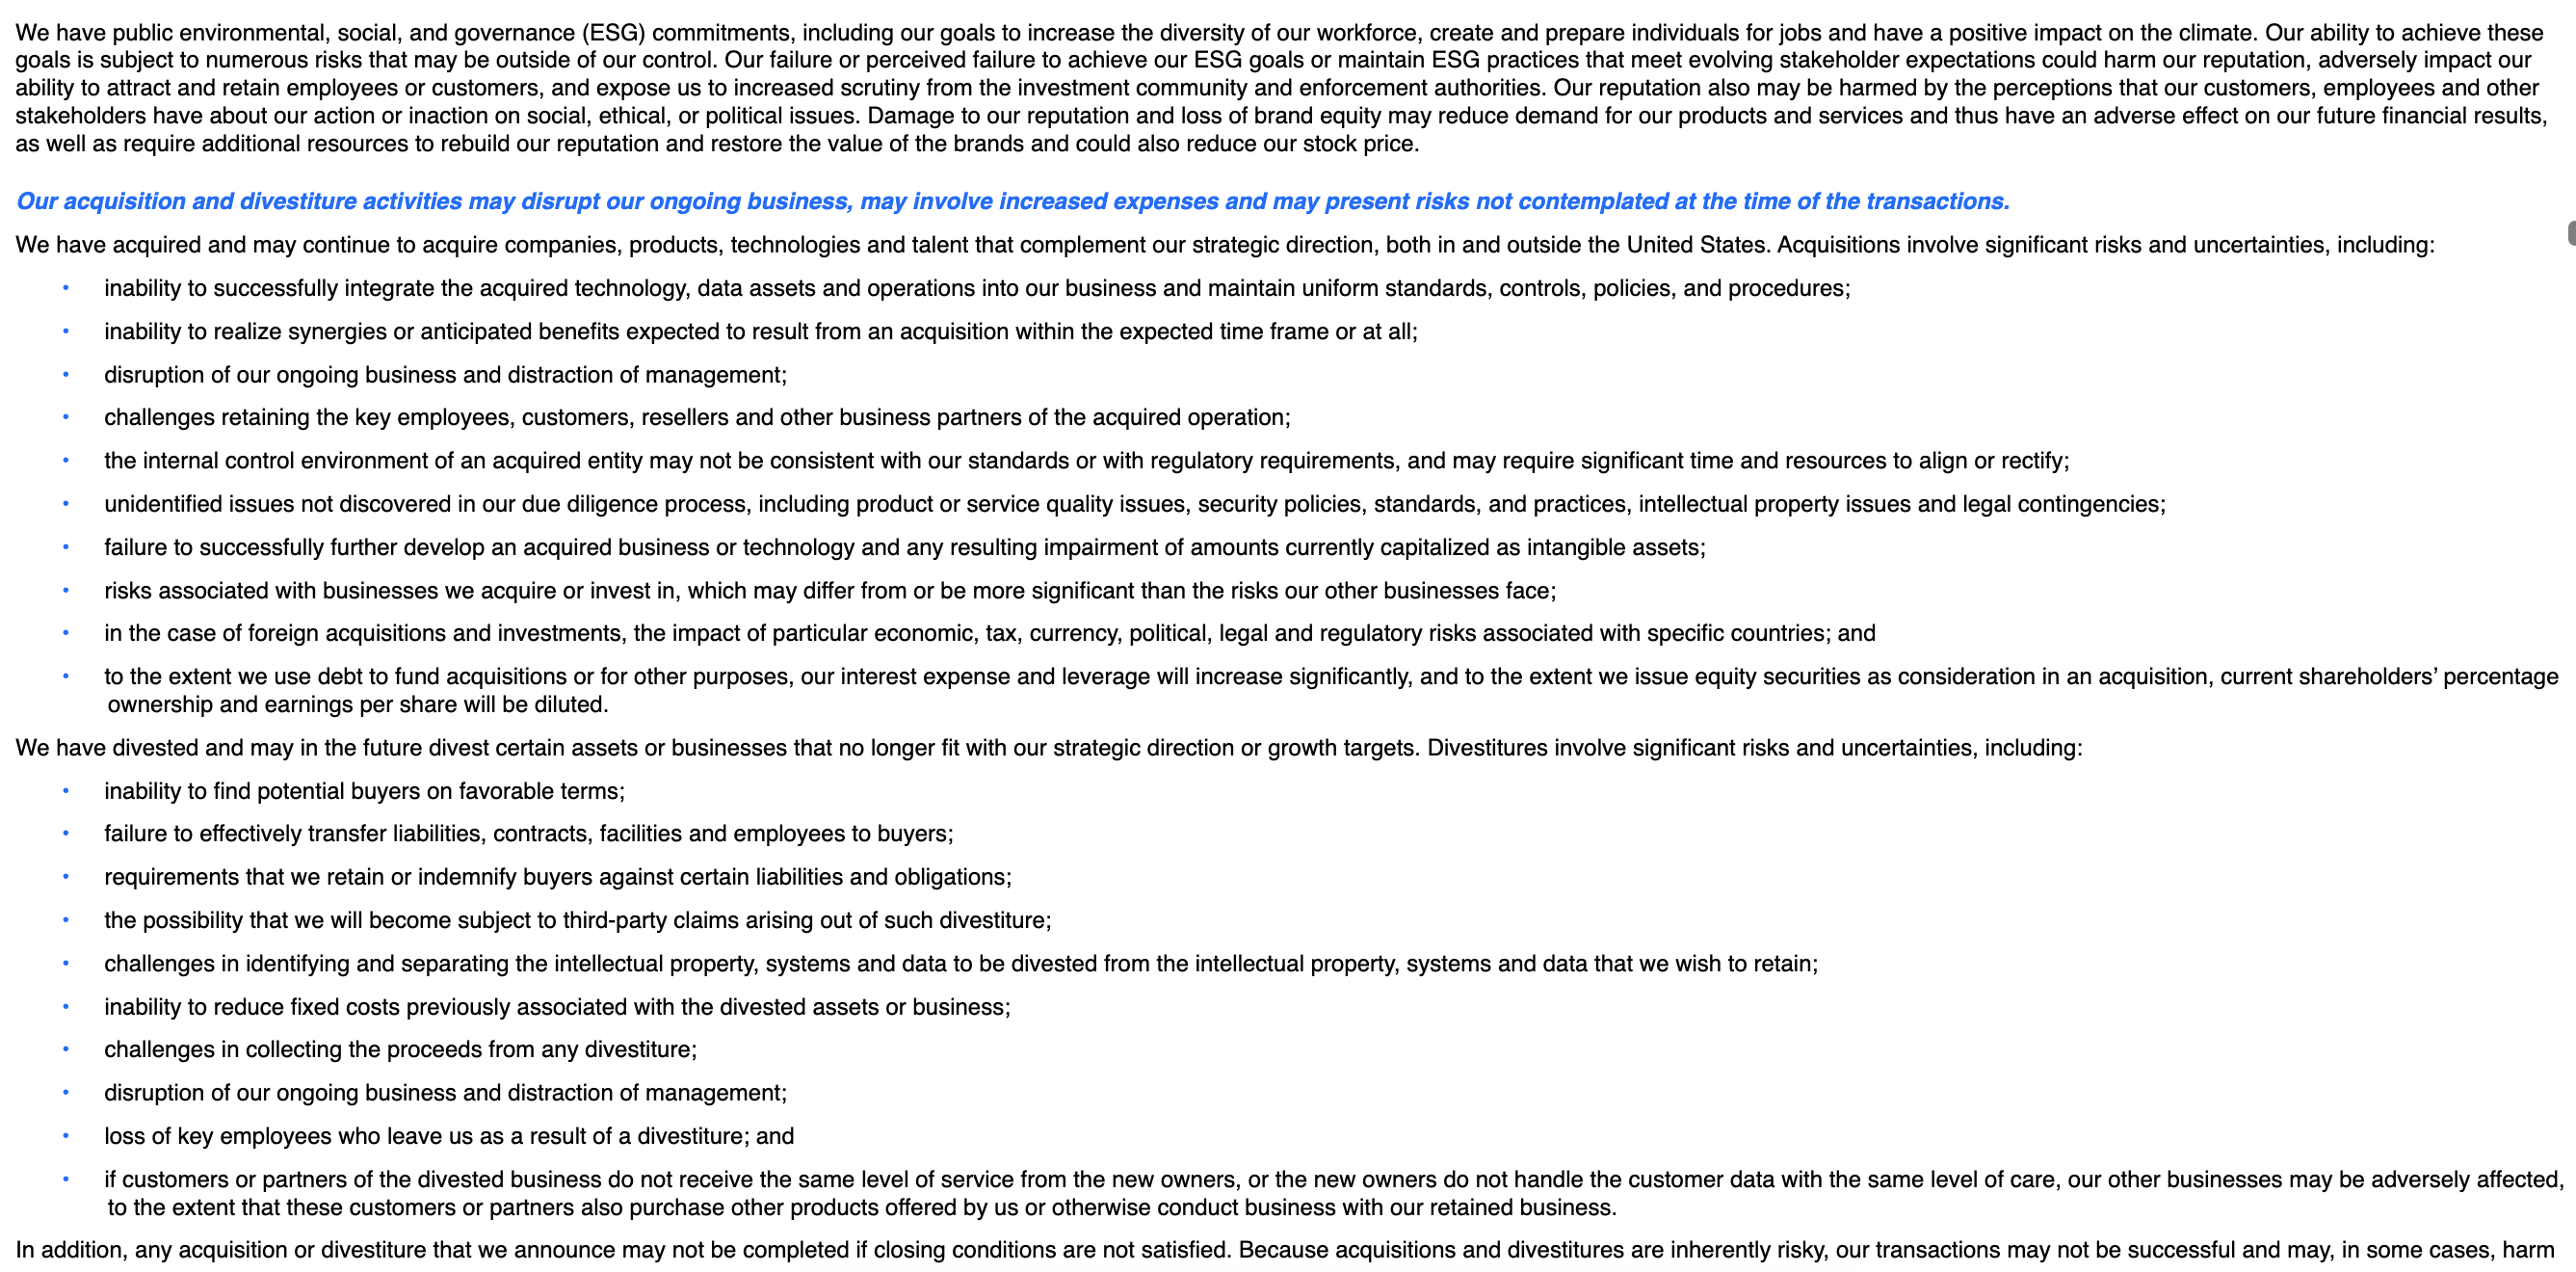 We have public environmental, social, and governance (ESG) commitments, including our goals to increase the diversity of our workforce, create and prepare individuals for jobs and have a positive impact on the climate. Our ability to achieve these
goals is subject to numerous risks that may be outside of our control. Our failure or perceived failure to achieve our ESG goals or maintain ESG practices that meet evolving stakeholder expectations could harm our reputation, adversely impact our
ability to attract and retain employees or customers, and expose us to increased scrutiny from the investment community and enforcement authorities. Our reputation also may be harmed by the perceptions that our customers, employees and other
stakeholders have about our action or inaction on social, ethical, or political issues. Damage to our reputation and loss of brand equity may reduce demand for our products and services and thus have an adverse effect on our future financial results,
as well as require additional resources to rebuild our reputation and restore the value of the brands and could also reduce our stock price.
Our acquisition and divestiture activities may disrupt our ongoing business, may involve increased expenses and may present risks not contemplated at the time of the transactions.
We have acquired and may continue to acquire companies, products, technologies and talent that complement our strategic direction, both in and outside the United States. Acquisitions involve significant risks and uncertainties, including:
• inability to successfully integrate the acquired technology, data assets and operations into our business and maintain uniform standards, controls, policies, and procedures;
• inability to realize synergies or anticipated benefits expected to result from an acquisition within the expected time frame or at all;
• disruption of our ongoing business and distraction of management;
• challenges retaining the key employees, customers, resellers and other business partners of the acquired operation;
• the internal control environment of an acquired entity may not be consistent with our standards or with regulatory requirements, and may require significant time and resources to align or rectify;
• unidentified issues not discovered in our due diligence process, including product or service quality issues, security policies, standards, and practices, intellectual property issues and legal contingencies;
• failure to successfully further develop an acquired business or technology and any resulting impairment of amounts currently capitalized as intangible assets;
• risks associated with businesses we acquire or invest in, which may differ from or be more significant than the risks our other businesses face;
• in the case of foreign acquisitions and investments, the impact of particular economic, tax, currency, political, legal and regulatory risks associated with specific countries; and
• to the extent we use debt to fund acquisitions or for other purposes, our interest expense and leverage will increase significantly, and to the extent we issue equity securities as consideration in an acquisition, current shareholders’ percentage
ownership and earnings per share will be diluted.
We have divested and may in the future divest certain assets or businesses that no longer fit with our strategic direction or growth targets. Divestitures involve significant risks and uncertainties, including:
• inability to find potential buyers on favorable terms;
• failure to effectively transfer liabilities, contracts, facilities and employees to buyers;
• requirements that we retain or indemnify buyers against certain liabilities and obligations;
• the possibility that we will become subject to third-party claims arising out of such divestiture;
• challenges in identifying and separating the intellectual property, systems and data to be divested from the intellectual property, systems and data that we wish to retain;
• inability to reduce fixed costs previously associated with the divested assets or business;
• challenges in collecting the proceeds from any divestiture;
• disruption of our ongoing business and distraction of management;
• loss of key employees who leave us as a result of a divestiture; and
• if customers or partners of the divested business do not receive the same level of service from the new owners, or the new owners do not handle the customer data with the same level of care, our other businesses may be adversely affected,
to the extent that these customers or partners also purchase other products offered by us or otherwise conduct business with our retained business.
In addition, any acquisition or divestiture that we announce may not be completed if closing conditions are not satisfied. Because acquisitions and divestitures are inherently risky, our transactions may not be successful and may, in some cases, harm